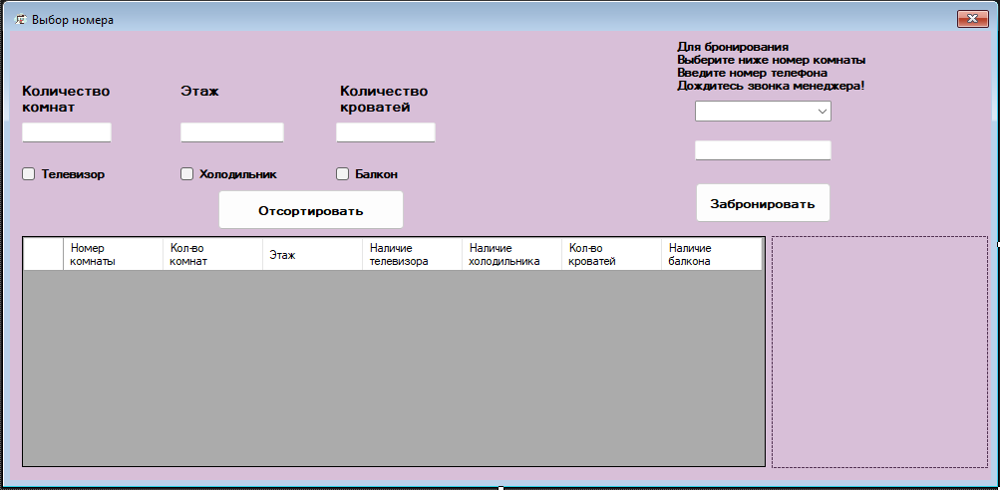 Выбор номера
Для бронирования
Выберите ниже номер комнаты
Введите номер телефона
Дождитесь звонка менеджера!
Количество
комнат
Этаж
Количество
кроватей
Телевизор
Холодильник
Балкон
Отсортировать
Забронировать
Номер
комнаты
Кол-во
комнат
Этаж
Наличие
телевизора
Наличие
холодильника
Кол-во
кроватей
Наличие
балкона